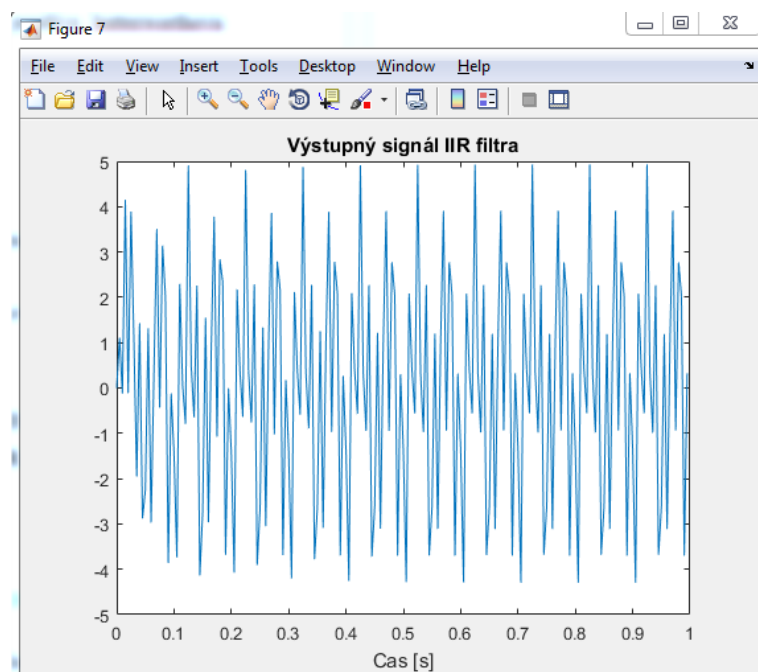 Figure 7
File Edit View Insert Tools Desktop Window Help
Výstupný signál IIR filtra
5
4
3
2
1
0
-1
-2
-3
-4
-5
0 0.1 0.2 0.3 0.4 0.5 0.6 0.7 0.8 0.9 1
Cas [s]